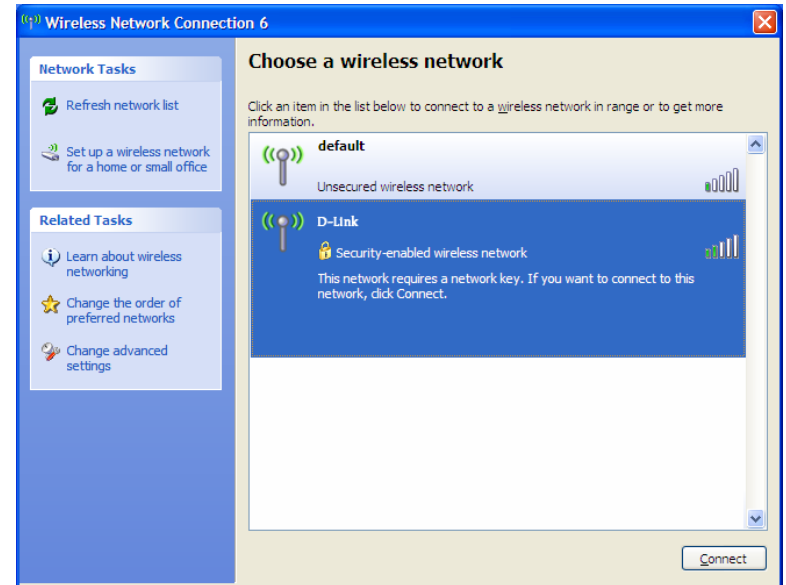 Wireless Network Connection 6
Network Tasks
Refresh network list
Set up a wireless network
for a home or small office
Related Tasks
Learn about wireless
networking
Change the order of
preferred networks
Change advanced
settings
Choose a wireless network
Click an item in the list below to connect to a wireless network in range or to get more
information.
default
Unsecured wireless network
D-Link
Security-enabled wireless network
This network requires a network key. If you want to connect to this
network, click Connect.
Connect